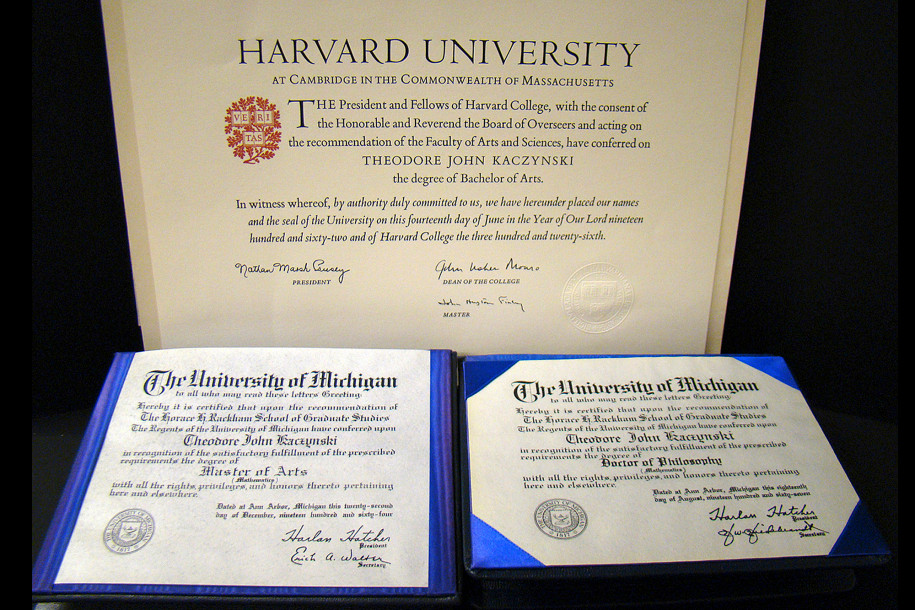 HARVARD UNIVERSITY
AT CAMBRIDGE IN THE COMMONWEALTH OF MASSACHUSETTS
VE RI
TAS
THE President and Fellows of Harvard College, with the consent of
the Honorable and Reverend the Board of Overseers and acting on
the recommendation of the Faculty of Arts and Sciences, have conferred on
THEODORE JOHN KACZYNSKI
the degree of Bachelor of Arts.
In witness whereof, by authority duly committed to us, we have hereunder placed our names
and the seal of the University on this fourteenth day of June in the Year of Our Lord nineteen
hundred and sixty-two and of Harvard College the three hundred and twenty-sixth.
Nathan Marsh Pusey
PRESIDENT
John Usher Monro
DEAN OF THE COLLEGE
John Huston Finley
MASTER
The University of Michigan
to all who may read these letters Greeting:
Hereby it is certified that upon the recommendation of
The Horace H. Rackham School of Graduate Studies
The Regents of the University of Michigan have conferred upon
Theodore John Kaczynski
in recognition of the satisfactory fulfillment of the prescribed
requirements the degree of
Master of Arts
(Mathematics)
with all the rights, privileges, and honors thereto pertaining
here and elsewhere.
Dated at Ann Arbor, Michigan this twenty-second
day of December, nineteen hundred and sixty-four
Harlan Hatcher
President
Erich A. Walter
Secretary
1817
The University of Michigan
to all who may read these letters Greeting:
Hereby it is certified that upon the recommendation of
The Horace H. Rackham School of Graduate Studies
The Regents of the University of Michigan have conferred upon
Theodore John Kaczynski
in recognition of the satisfactory fulfillment of the prescribed
requirements the degree of
Doctor of Philosophy
(Mathematics)
with all the rights, privileges, and honors thereto pertaining
here and elsewhere.
Dated at Ann Arbor, Michigan this eighteenth
day of August, nineteen hundred and sixty-seven
Harlan Hatcher
President
Secretary
1817